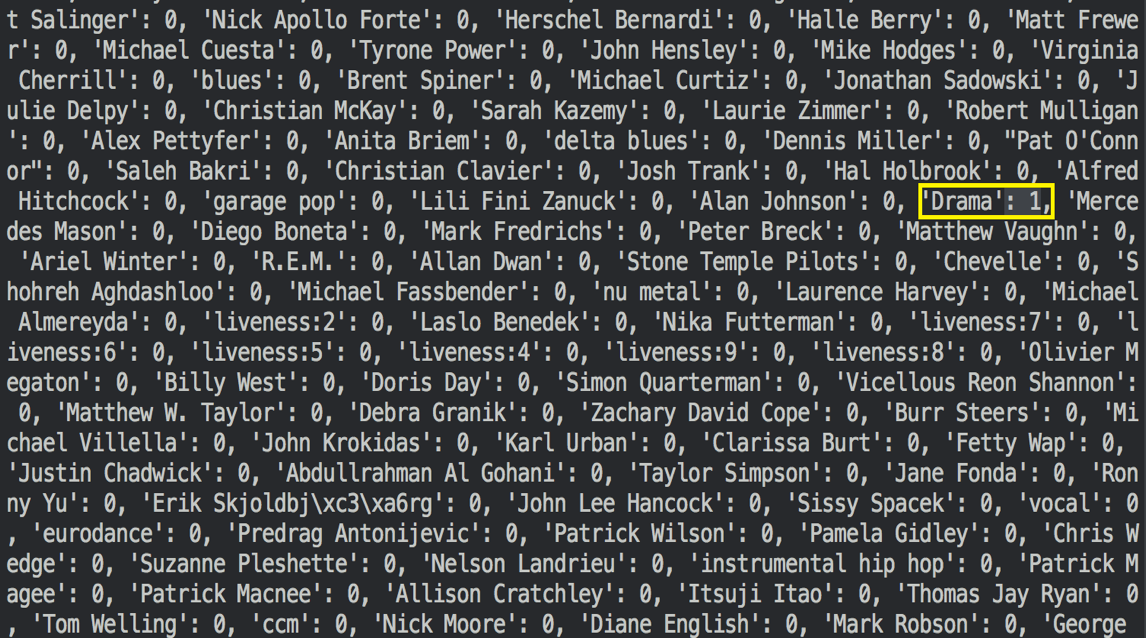 t Salinger': 0, 'Nick Apollo Forte': 0, 'Herschel Bernardi': 0, 'Halle Berry': 0, 'Matt Frewe
r': 0, 'Michael Cuesta': 0, 'Tyrone Power': 0, 'John Hensley': 0, 'Mike Hodges': 0, 'Virginia
 Cherrill': 0, 'blues': 0, 'Brent Spiner': 0, 'Michael Curtiz': 0, 'Jonathan Sadowski': 0, 'J
ulie Delpy': 0, 'Christian McKay': 0, 'Sarah Kazemy': 0, 'Laurie Zimmer': 0, 'Robert Mulligan
': 0, 'Alex Pettyfer': 0, 'Anita Briem': 0, 'delta blues': 0, 'Dennis Miller': 0, "Pat O'Conn
or": 0, 'Saleh Bakri': 0, 'Christian Clavier': 0, 'Josh Trank': 0, 'Hal Holbrook': 0, 'Alfred
 Hitchcock': 0, 'garage pop': 0, 'Lili Fini Zanuck': 0, 'Alan Johnson': 0, 'Drama': 1, 'Merce
des Mason': 0, 'Diego Boneta': 0, 'Mark Fredrichs': 0, 'Peter Breck': 0, 'Matthew Vaughn': 0,
 'Ariel Winter': 0, 'R.E.M.': 0, 'Allan Dwan': 0, 'Stone Temple Pilots': 0, 'Chevelle': 0, 'S
hohreh Aghdashloo': 0, 'Michael Fassbender': 0, 'nu metal': 0, 'Laurence Harvey': 0, 'Michael
 Almereyda': 0, 'liveness:2': 0, 'Laslo Benedek': 0, 'Nika Futterman': 0, 'liveness:7': 0, 'l
iveness:6': 0, 'liveness:5': 0, 'liveness:4': 0, 'liveness:9': 0, 'liveness:8': 0, 'Olivier M
egaton': 0, 'Billy West': 0, 'Doris Day': 0, 'Simon Quarterman': 0, 'Vicellous Reon Shannon':
 0, 'Matthew W. Taylor': 0, 'Debra Granik': 0, 'Zachary David Cope': 0, 'Burr Steers': 0, 'Mi
chael Villella': 0, 'John Krokidas': 0, 'Karl Urban': 0, 'Clarissa Burt': 0, 'Fetty Wap': 0,
'Justin Chadwick': 0, 'Abdullrahman Al Gohani': 0, 'Taylor Simpson': 0, 'Jane Fonda': 0, 'Ron
ny Yu': 0, 'Erik Skjoldbj\xc3\xa6rg': 0, 'John Lee Hancock': 0, 'Sissy Spacek': 0, 'vocal': 0
, 'eurodance': 0, 'Predrag Antonijevic': 0, 'Patrick Wilson': 0, 'Pamela Gidley': 0, 'Chris W
edge': 0, 'Suzanne Pleshette': 0, 'Nelson Landrieu': 0, 'instrumental hip hop': 0, 'Patrick M
agee': 0, 'Patrick Macnee': 0, 'Allison Cratchley': 0, 'Itsuji Itao': 0, 'Thomas Jay Ryan': 0
, 'Tom Welling': 0, 'ccm': 0, 'Nick Moore': 0, 'Diane English': 0, 'Mark Robson': 0, 'George